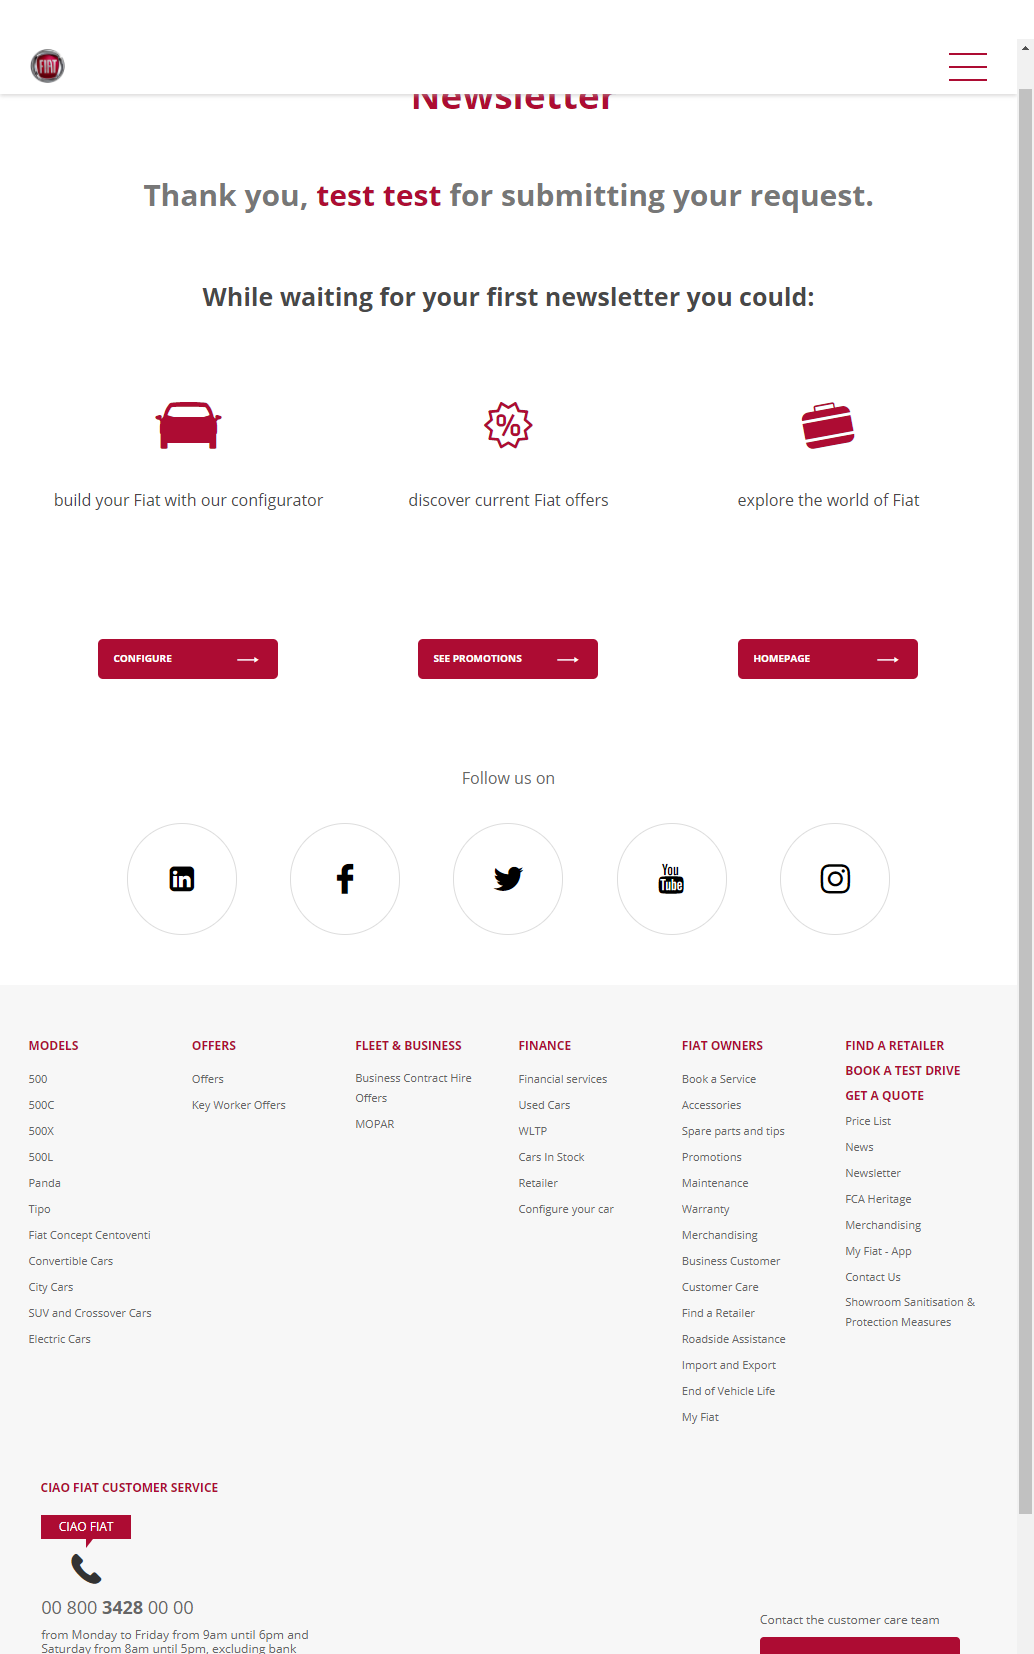 FIAT
Newsletter
Thank you, test test for submitting your request.
While waiting for your first newsletter you could:
build your Fiat with our configurator
discover current Fiat offers
explore the world of Fiat
CONFIGURE
SEE PROMOTIONS
HOMEPAGE
Follow us on
in
You
Tube
MODELS
500
500C
500X
500L
Panda
Tipo
Fiat Concept Centoventi
Convertible Cars
City Cars
SUV and Crossover Cars
Electric Cars
OFFERS
Offers
Key Worker Offers
FLEET & BUSINESS
Business Contract Hire
Offers
MOPAR
FINANCE
Financial services
Used Cars
WLTP
Cars In Stock
Retailer
Configure your car
FIAT OWNERS
Book a Service
Accessories
Spare parts and tips
Promotions
Maintenance
Warranty
Merchandising
Business Customer
Customer Care
Find a Retailer
Roadside Assistance
Import and Export
End of Vehicle Life
My Fiat
FIND A RETAILER
BOOK A TEST DRIVE
GET A QUOTE
Price List
News
Newsletter
FCA Heritage
Merchandising
My Fiat - App
Contact Us
Showroom Sanitisation &
Protection Measures
CIAO FIAT CUSTOMER SERVICE
CIAO FIAT
00 800 3428 00 00
from Monday to Friday from 9am until 6pm and
Saturday from 8am until 5pm, excluding bank
Contact the customer care team